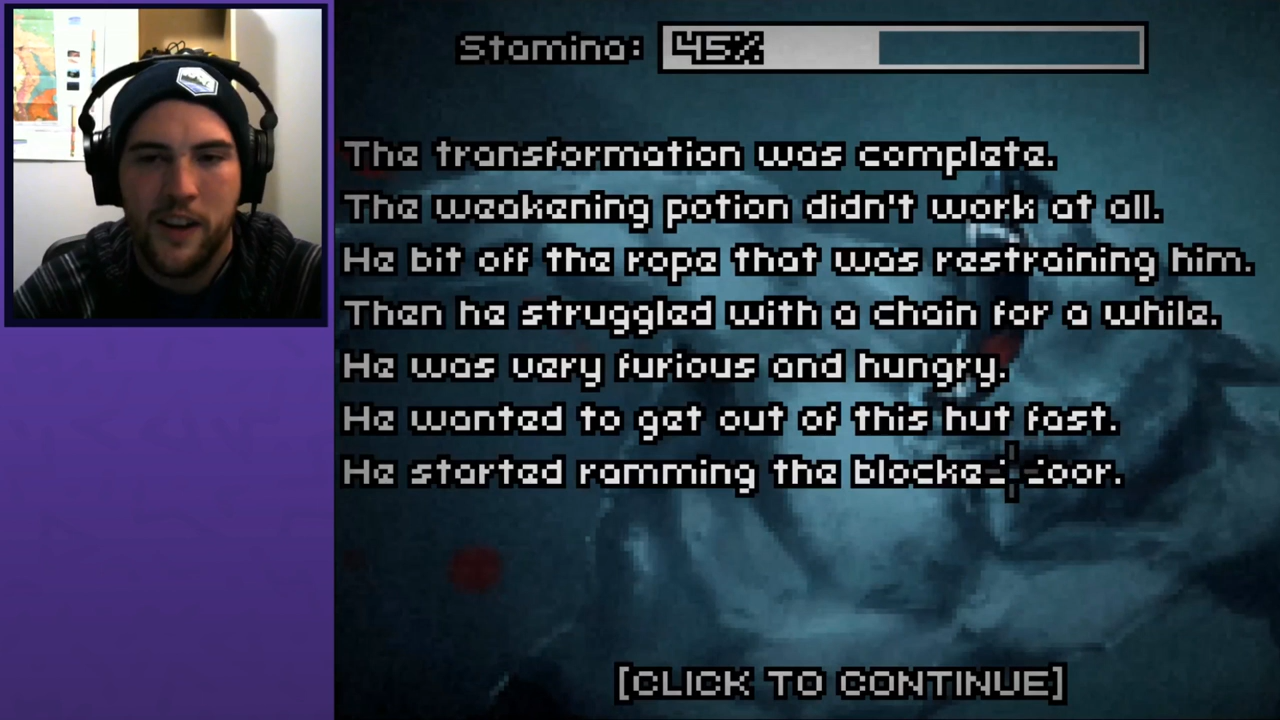 Stamina: 45%
The transformation was complete.
The weakening potion didn't work at all.
He bit off the rope that was restraining him.
Then he struggled with a chain for a while.
He was very furious and hungry.
He wanted to get out of this hut fast.
He started ramming the blocked door.
[CLICK TO CONTINUE]